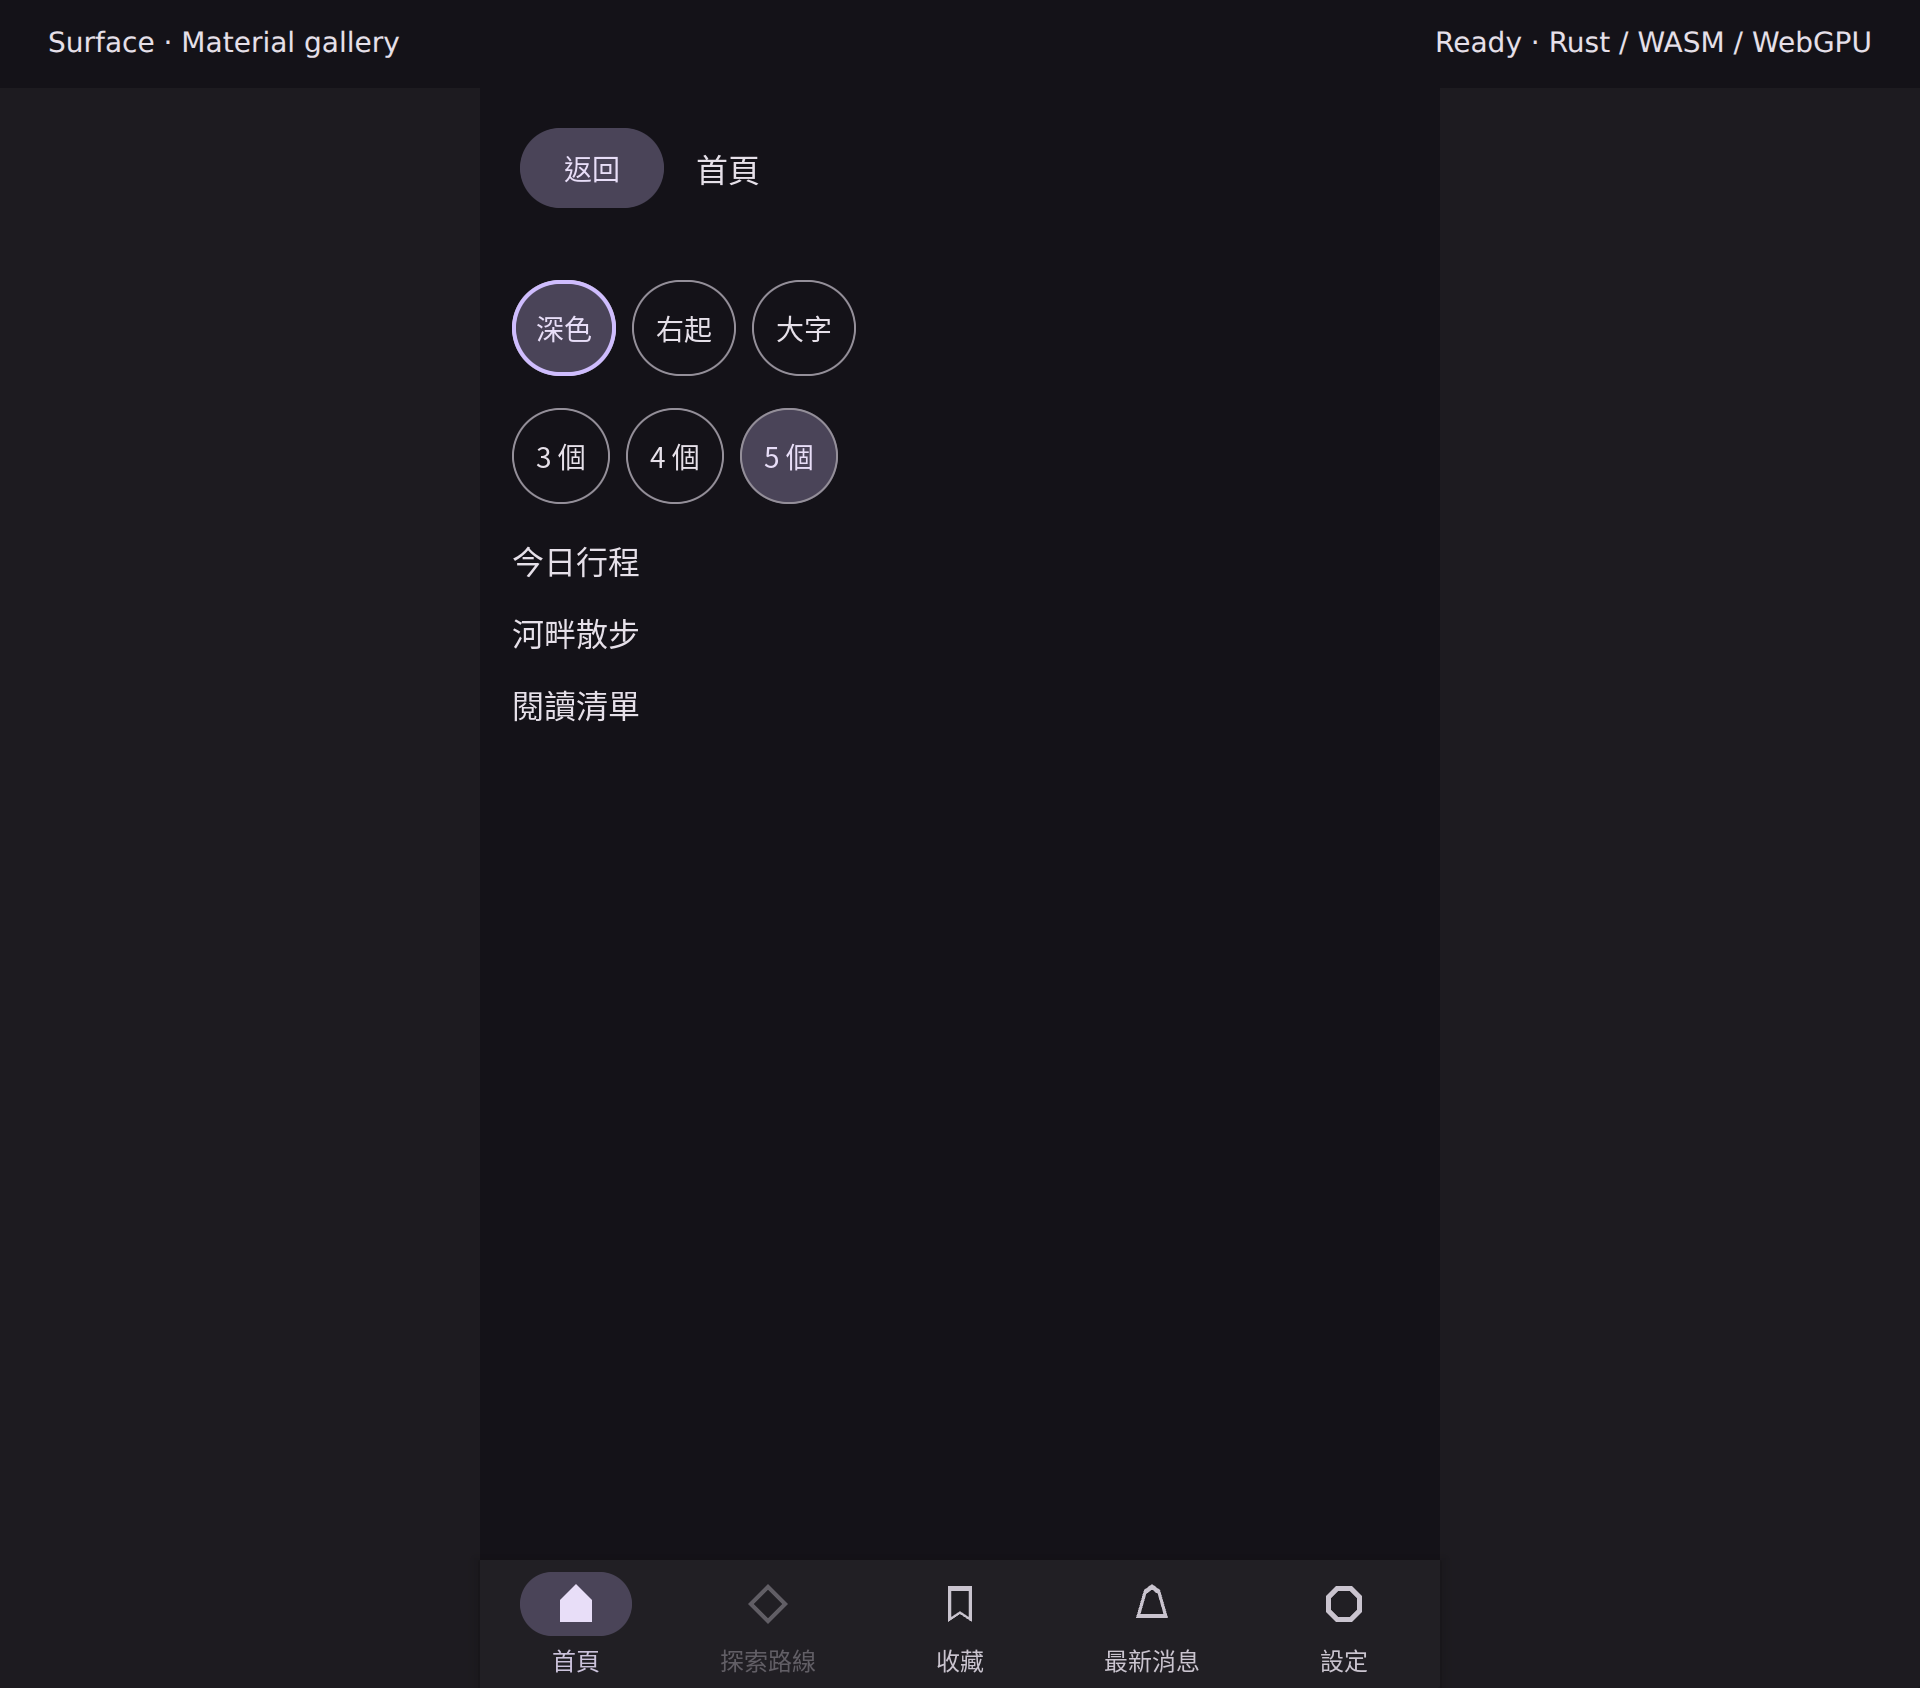 Surface · Material gallery
Ready · Rust / WASM / WebGPU
返回 首頁
深色 右起 大字
3 個 4 個 5 個
今日行程
河畔散步
閱讀清單
首頁 探索路線 收藏 最新消息 設定